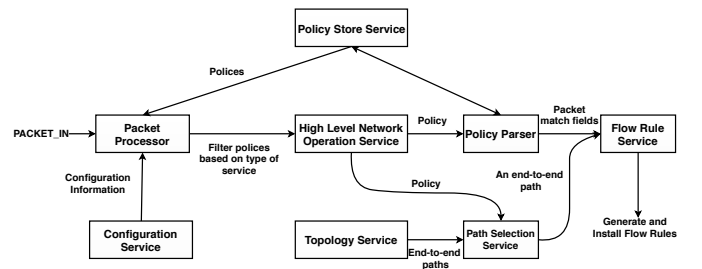 Policy Store Service
Polices
PACKET_IN
Packet
Processor
Filter polices
based on type of
service
High Level Network
Operation Service
Policy
Policy Parser
Packet
match fields
Flow Rule
Service
Configuration
Information
Policy
An end-to-end
path
Configuration
Service
Topology Service
End-to-end
paths
Path Selection
Service
Generate and
Install Flow Rules